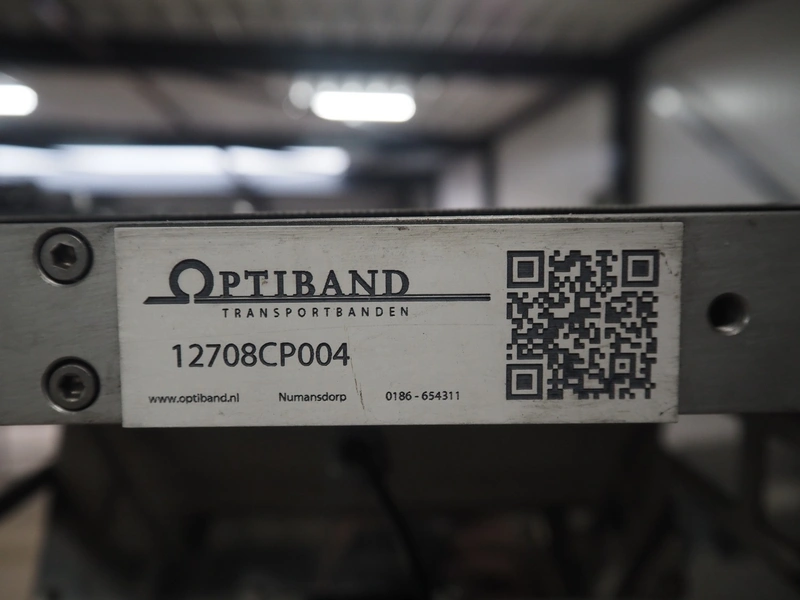 OPTIBAND
TRANSPORTBANDEN
12708CP004
www.optiband.nl Numansdorp 0186 - 654311